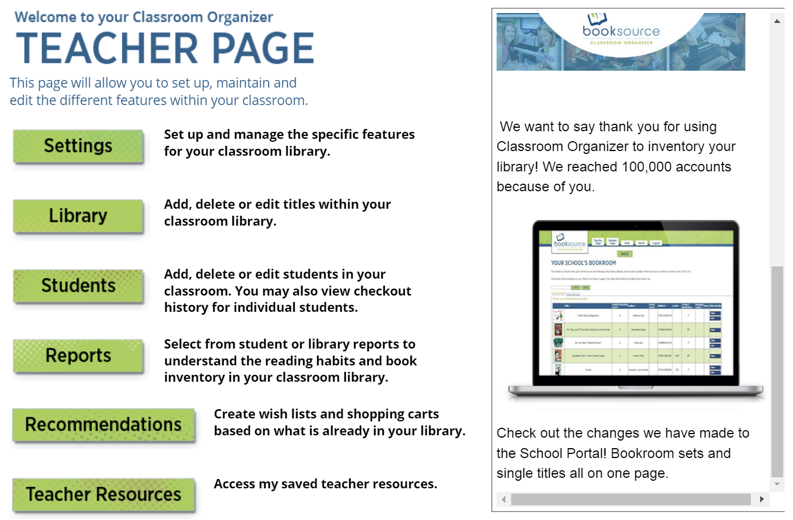 Welcome to your Classroom Organizer
TEACHER PAGE
This page will allow you to set up, maintain and
edit the different features within your classroom.
Settings
Set up and manage the specific features
for your classroom library.
Library
Add, delete or edit titles within your
classroom library.
Students
Add, delete or edit students in your
classroom. You may also view checkout
history for individual students.
Reports
Select from student or library reports to
understand the reading habits and book
inventory in your classroom library.
Recommendations
Create wish lists and shopping carts
based on what is already in your library.
Teacher Resources
Access my saved teacher resources.
booksource
CLASSROOM ORGANIZER
We want to say thank you for using
Classroom Organizer to inventory your
library! We reached 100,000 accounts
because of you.
booksource
YOUR SCHOOL'S BOOKROOM
Check out the changes we have made to
the School Portal! Bookroom sets and
single titles all on one page.